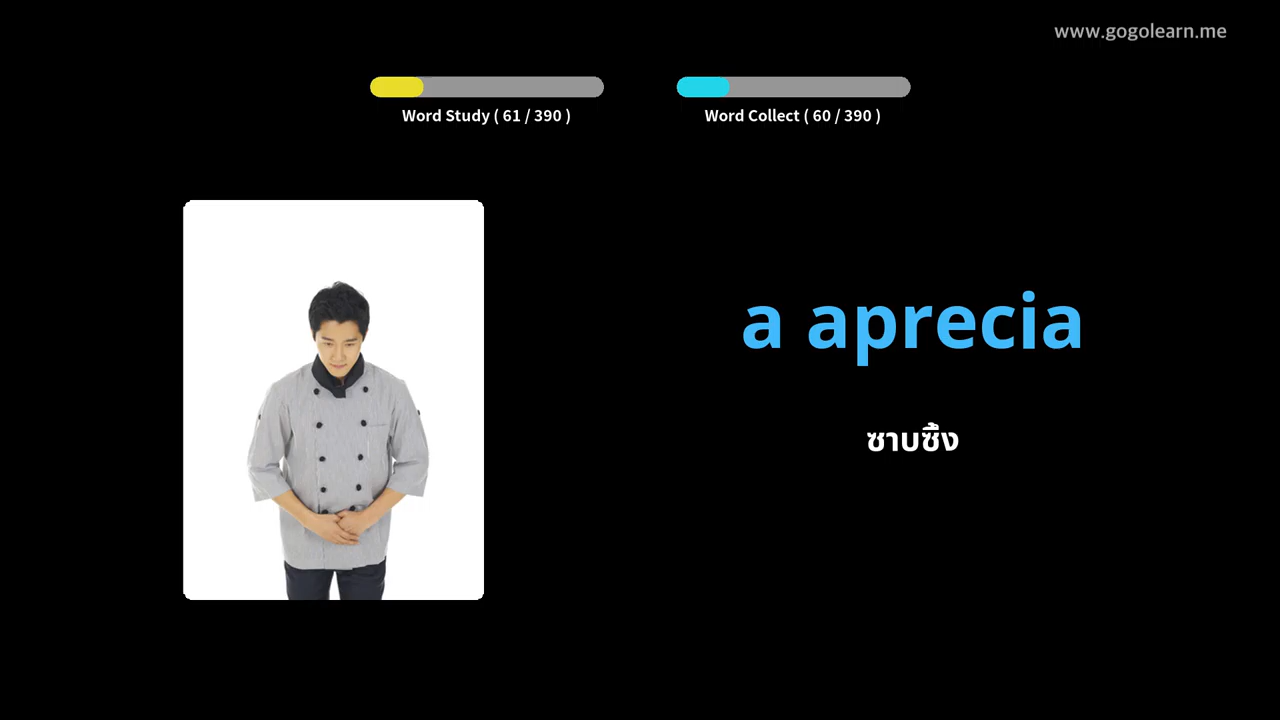 www.gogolearn.me
Word Study ( 61 / 390 )
Word Collect ( 60 / 390 )
a aprecia
ซาบซึ้ง